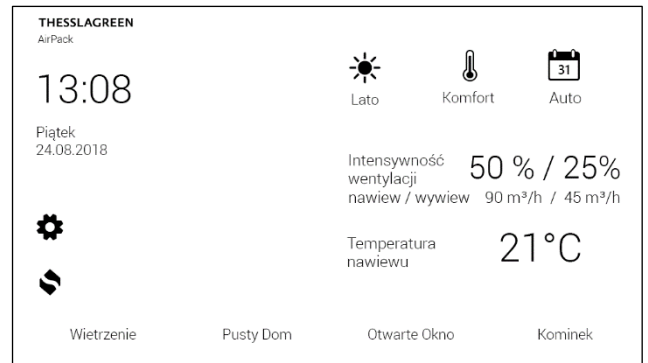 THESSLAGREEN
AirPack
13:08
Piątek
24.08.2018
31
Lato
Komfort
Auto
Intensywność
wentylacji
nawiew / wywiew
50 % / 25%
90 m³/h / 45 m³/h
Temperatura
nawiewu
21°C
Wietrzenie
Pusty Dom
Otwarte Okno
Kominek